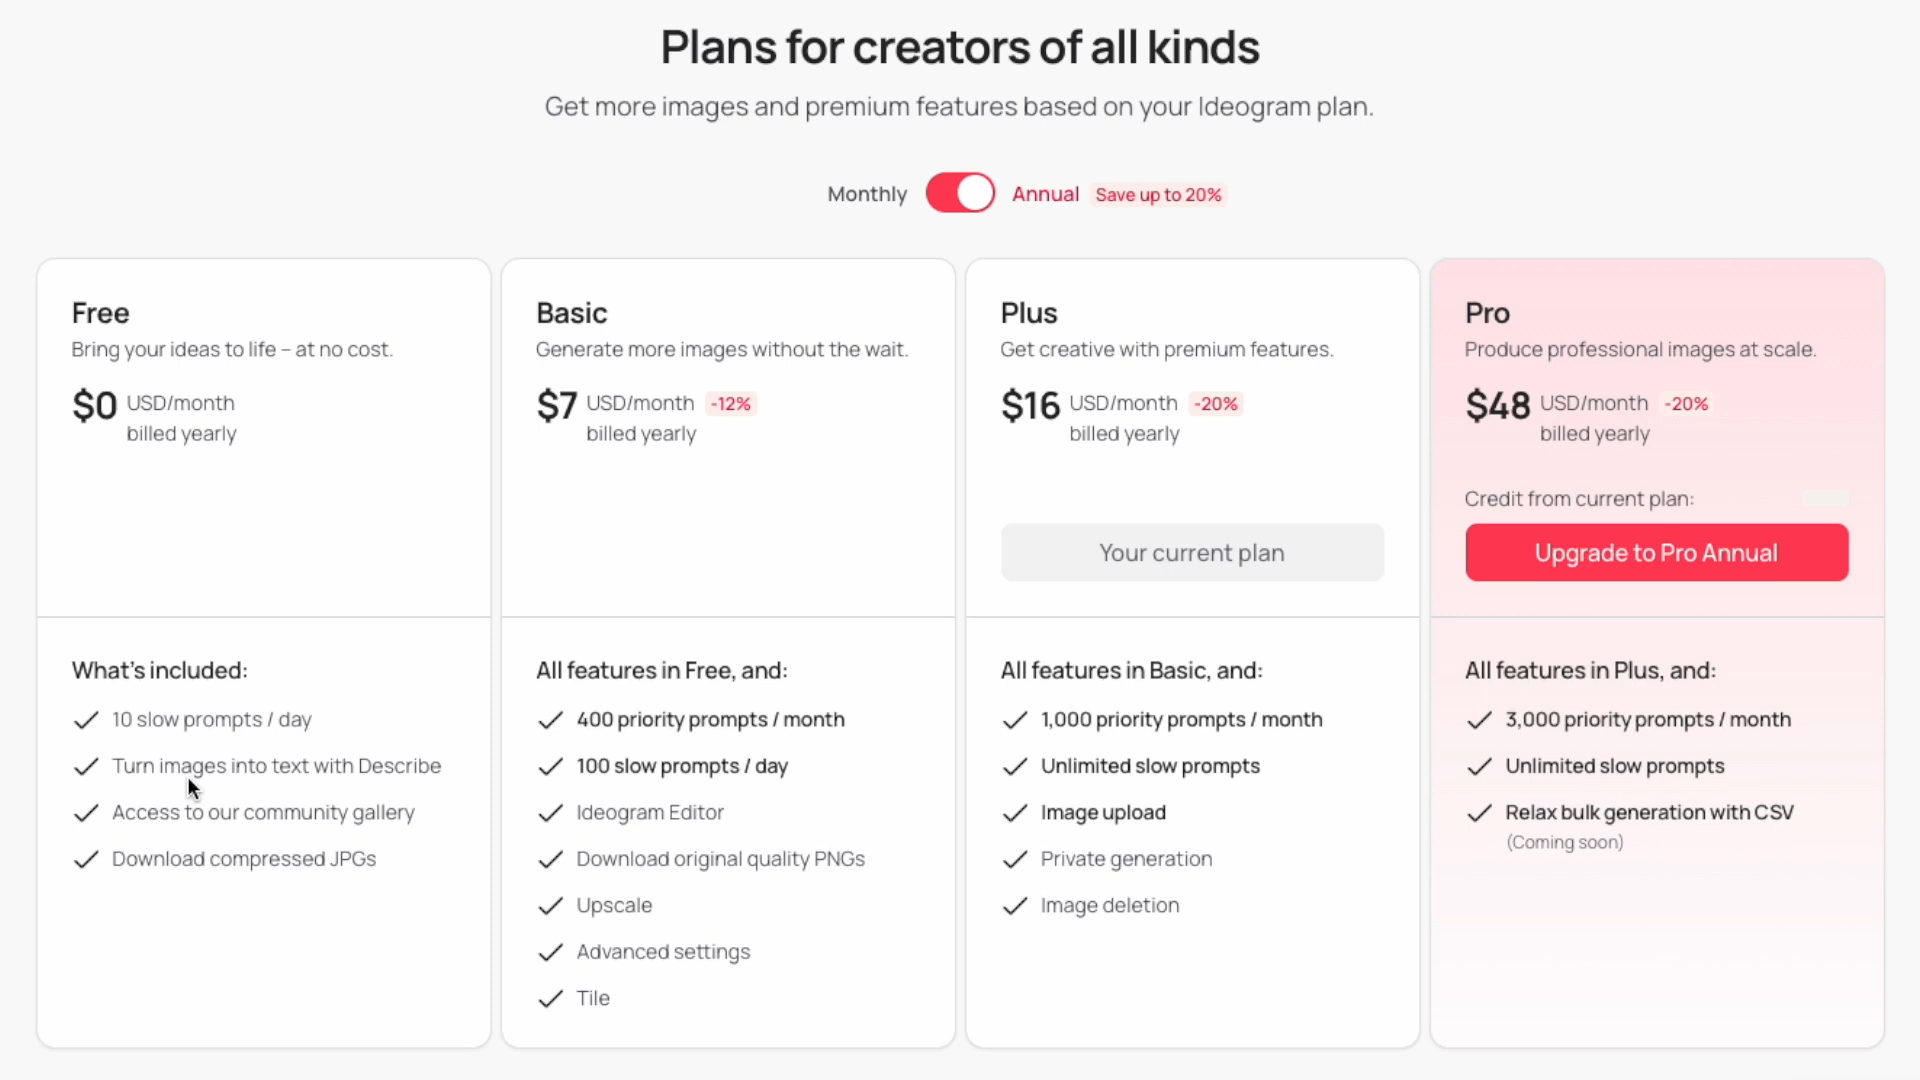 Plans for creators of all kinds
Get more images and premium features based on your Ideogram plan.
Monthly Annual Save up to 20%
Free
Bring your ideas to life – at no cost.
$0 USD/month
billed yearly
What's included:
10 slow prompts / day
Turn images into text with Describe
Access to our community gallery
Download compressed JPGs
Basic
Generate more images without the wait.
$7 USD/month -12%
billed yearly
All features in Free, and:
400 priority prompts / month
100 slow prompts / day
Ideogram Editor
Download original quality PNGs
Upscale
Advanced settings
Tile
Plus
Get creative with premium features.
$16 USD/month -20%
billed yearly
Your current plan
All features in Basic, and:
1,000 priority prompts / month
Unlimited slow prompts
Image upload
Private generation
Image deletion
Pro
Produce professional images at scale.
$48 USD/month -20%
billed yearly
Credit from current plan:
Upgrade to Pro Annual
All features in Plus, and:
3,000 priority prompts / month
Unlimited slow prompts
Relax bulk generation with CSV
(Coming soon)